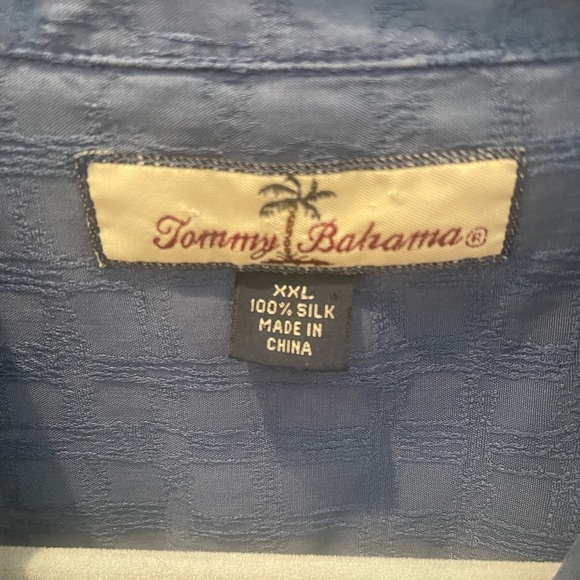 Tommy Bahama®
XXL
100% SILK
MADE IN
CHINA